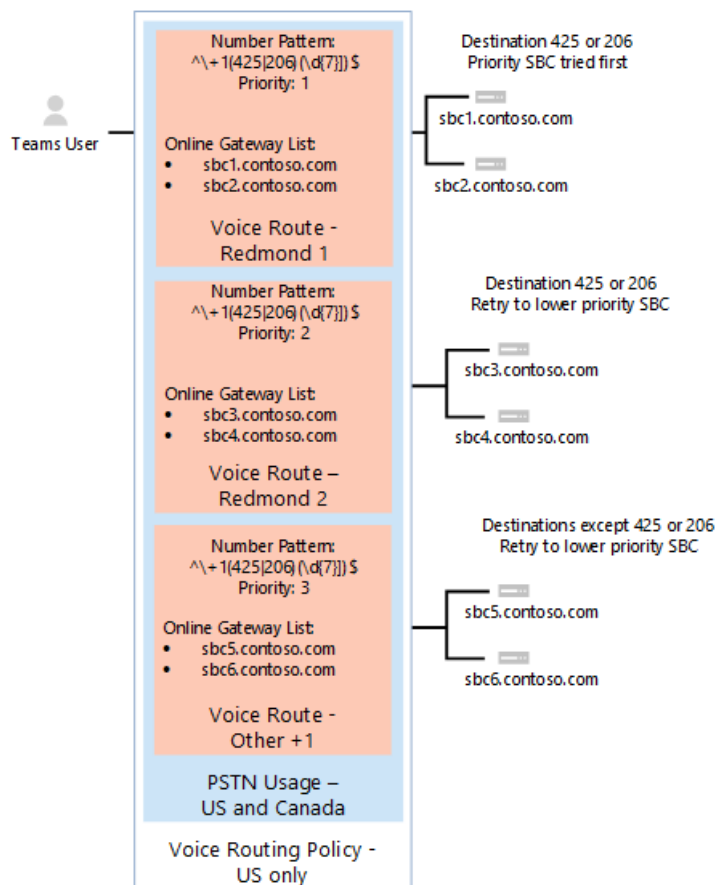 Number Pattern:
^\+1(425|206)(\d{7}])$
Priority: 1
Online Gateway List:
• sbc1.contoso.com
• sbc2.contoso.com
Voice Route -
Redmond 1
Destination 425 or 206
Priority SBC tried first
sbc1.contoso.com
sbc2.contoso.com
Teams User
Number Pattern:
^\+1(425|206)(\d{7}])$
Priority: 2
Online Gateway List:
• sbc3.contoso.com
• sbc4.contoso.com
Voice Route –
Redmond 2
Destination 425 or 206
Retry to lower priority SBC
sbc3.contoso.com
sbc4.contoso.com
Number Pattern:
^\+1(425|206)(\d{7}])$
Priority: 3
Online Gateway List:
• sbc5.contoso.com
• sbc6.contoso.com
Voice Route -
Other +1
Destinations except 425 or 206
Retry to lower priority SBC
sbc5.contoso.com
sbc6.contoso.com
PSTN Usage –
US and Canada
Voice Routing Policy -
US only